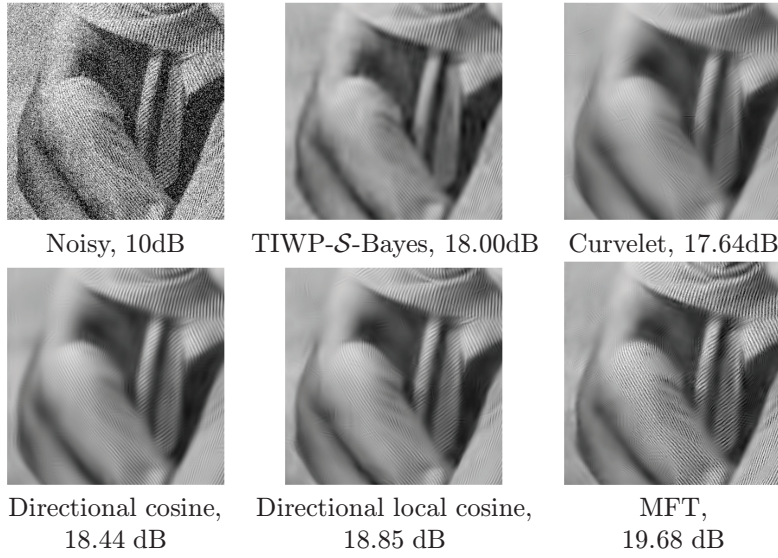 Noisy, 10dB
TIWP-𝒮-Bayes, 18.00dB
Curvelet, 17.64dB
Directional cosine,
18.44 dB
Directional local cosine,
18.85 dB
MFT,
19.68 dB